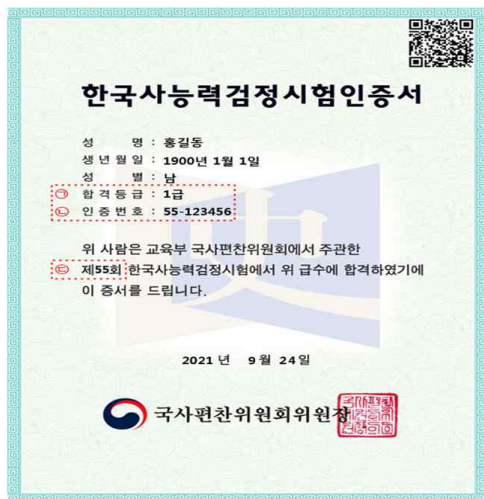 한국사능력검정시험인증서
성 명 : 홍길동
생년월일 : 1900년 1월 1일
성 별 : 남
㉠ 합격등급 : 1급
㉡ 인증번호 : 55-123456
위 사람은 교육부 국사편찬위원회에서 주관한
㉢ 제55회 한국사능력검정시험에서 위 급수에 합격하였기에
이 증서를 드립니다.
2021 년 9 월 24 일
국사편찬위원회위원장